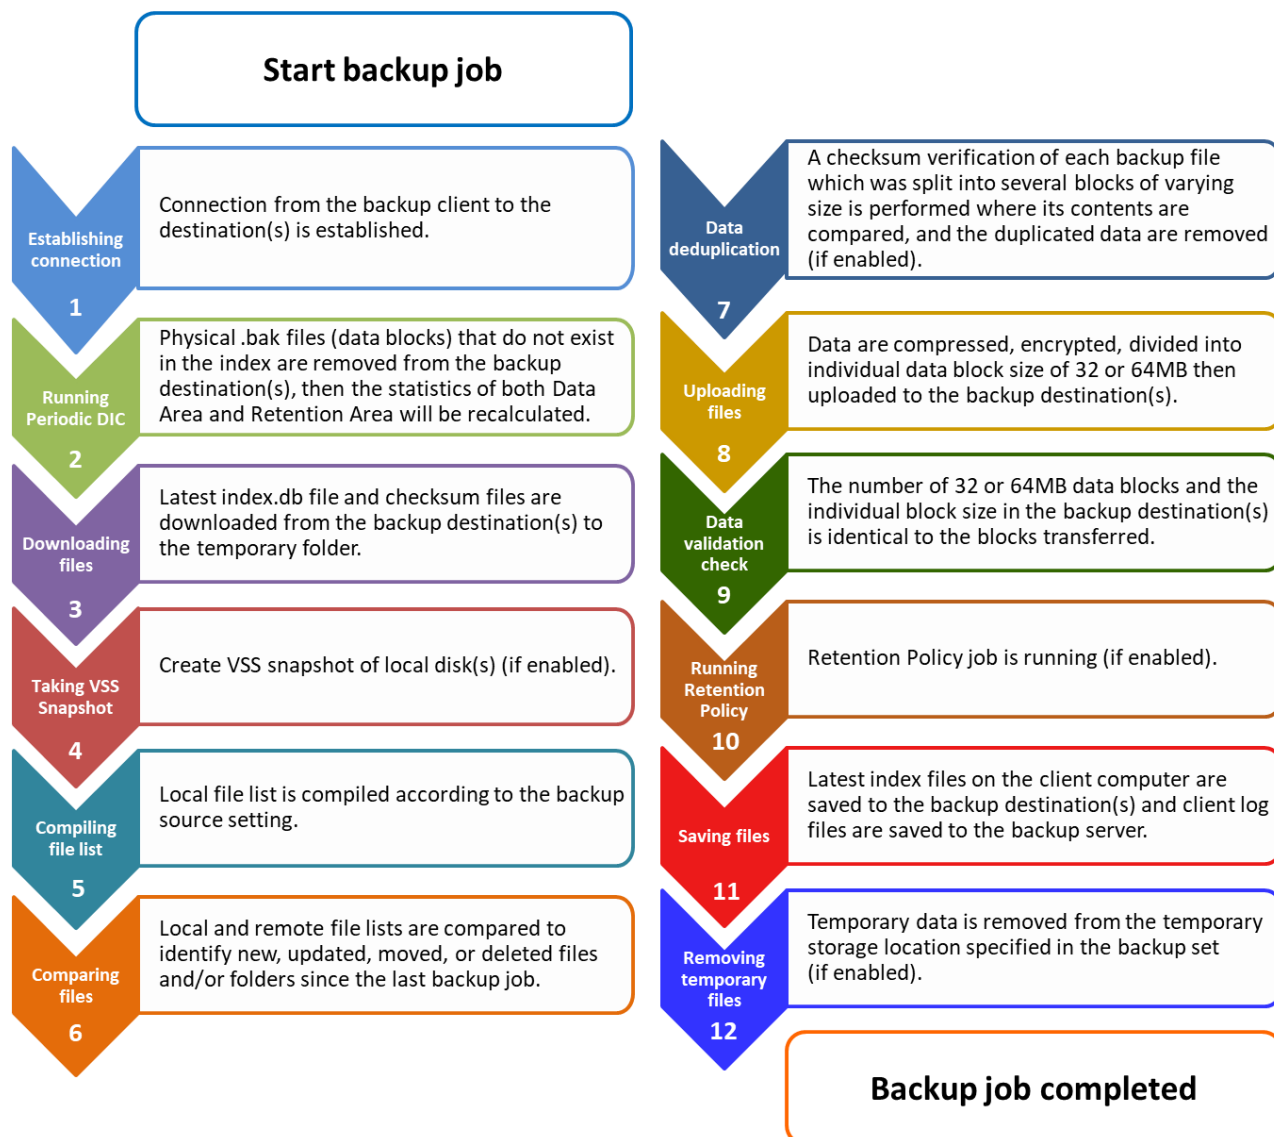 Start backup job
Establishing
connection
1
Connection from the backup client to the
destination(s) is established.
Running
Periodic DIC
2
Physical .bak files (data blocks) that do not exist
in the index are removed from the backup
destination(s), then the statistics of both Data
Area and Retention Area will be recalculated.
Downloading
files
3
Latest index.db file and checksum files are
downloaded from the backup destination(s) to
the temporary folder.
Taking VSS
Snapshot
4
Create VSS snapshot of local disk(s) (if enabled).
Compiling
file list
5
Local file list is compiled according to the backup
source setting.
Comparing
files
6
Local and remote file lists are compared to
identify new, updated, moved, or deleted files
and/or folders since the last backup job.
Data
deduplication
7
A checksum verification of each backup file
which was split into several blocks of varying
size is performed where its contents are
compared, and the duplicated data are removed
(if enabled).
Uploading
files
8
Data are compressed, encrypted, divided into
individual data block size of 32 or 64MB then
uploaded to the backup destination(s).
Data
validation
check
9
The number of 32 or 64MB data blocks and the
individual block size in the backup destination(s)
is identical to the blocks transferred.
Running
Retention
Policy
10
Retention Policy job is running (if enabled).
Saving files
11
Latest index files on the client computer are
saved to the backup destination(s) and client log
files are saved to the backup server.
Removing
temporary
files
12
Temporary data is removed from the temporary
storage location specified in the backup set
(if enabled).
Backup job completed